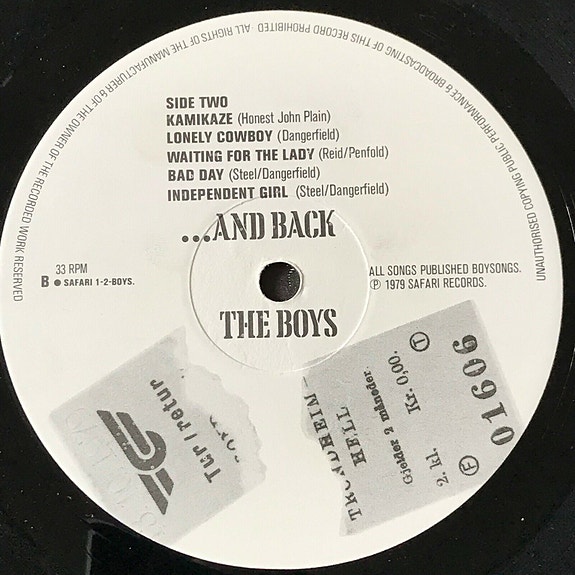 UNAUTHORISED COPYING PUBLIC PERFORMANCE & BROADCASTING OF THIS RECORD PROHIBITED ALL RIGHTS OF THE MANUFACTURER & OF THE OWNER OF THE RECORDED WORK RESERVED
SIDE TWO
KAMIKAZE (Honest John Plain)
LONELY COWBOY (Dangerfield)
WAITING FOR THE LADY (Reid/Penfold)
BAD DAY (Steel/Dangerfield)
INDEPENDENT GIRL (Steel/Dangerfield)
...AND BACK
33 RPM
B ● SAFARI 1-2-BOYS.
ALL SONGS PUBLISHED BOYSONGS.
Ⓟ 1979 SAFARI RECORDS.
THE BOYS
Tur/retur
TRONDHEIM-
HELL
Gjelder 2 måneder.
2. kl. Kr. 0,00.
F T
01606